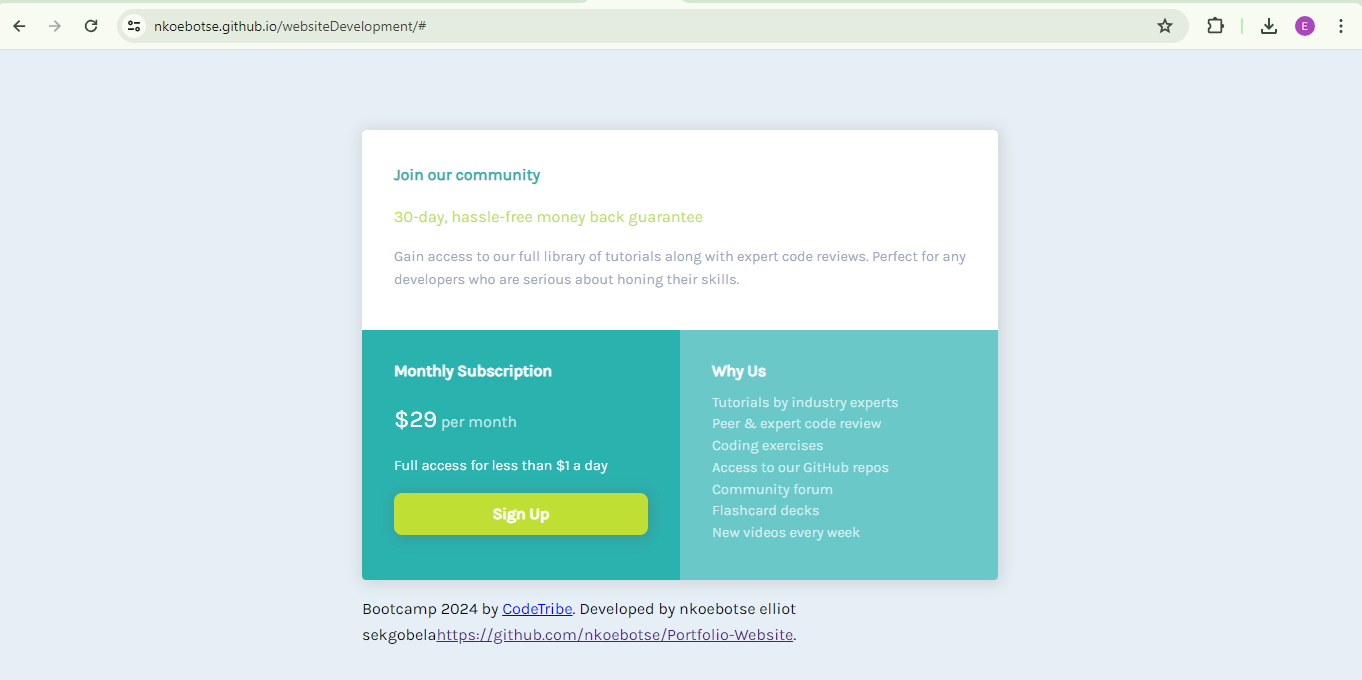 nkoebotse.github.io/websiteDevelopment/#
E
Join our community
30-day, hassle-free money back guarantee
Gain access to our full library of tutorials along with expert code reviews. Perfect for any
developers who are serious about honing their skills.
Monthly Subscription
$29 per month
Full access for less than $1 a day
Sign Up
Why Us
Tutorials by industry experts
Peer & expert code review
Coding exercises
Access to our GitHub repos
Community forum
Flashcard decks
New videos every week
Bootcamp 2024 by CodeTribe. Developed by nkoebotse elliot
sekgobelahttps://github.com/nkoebotse/Portfolio-Website.